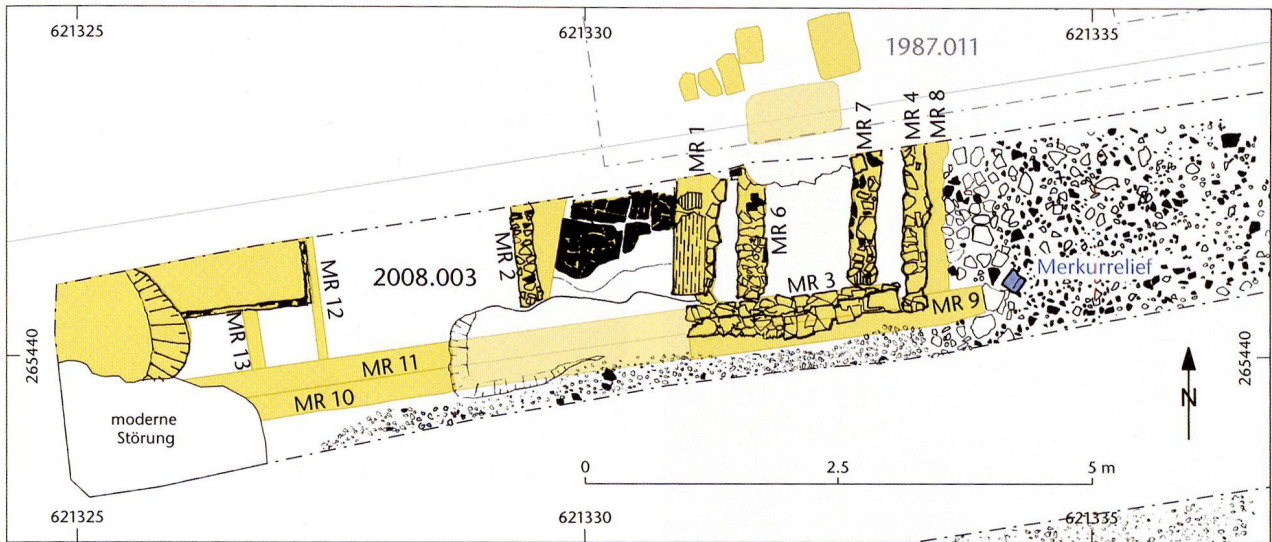 621325
621330
621335
1987.011
MR 1
MR 7
MR 4
MR 8
MR 2
MR 6
2008.003
MR 3
Merkurrelief
MR 12
MR 13
MR 9
265440
265440
MR 11
MR 10
moderne
Störung
N
0
2.5
5 m
621325
621330
621335